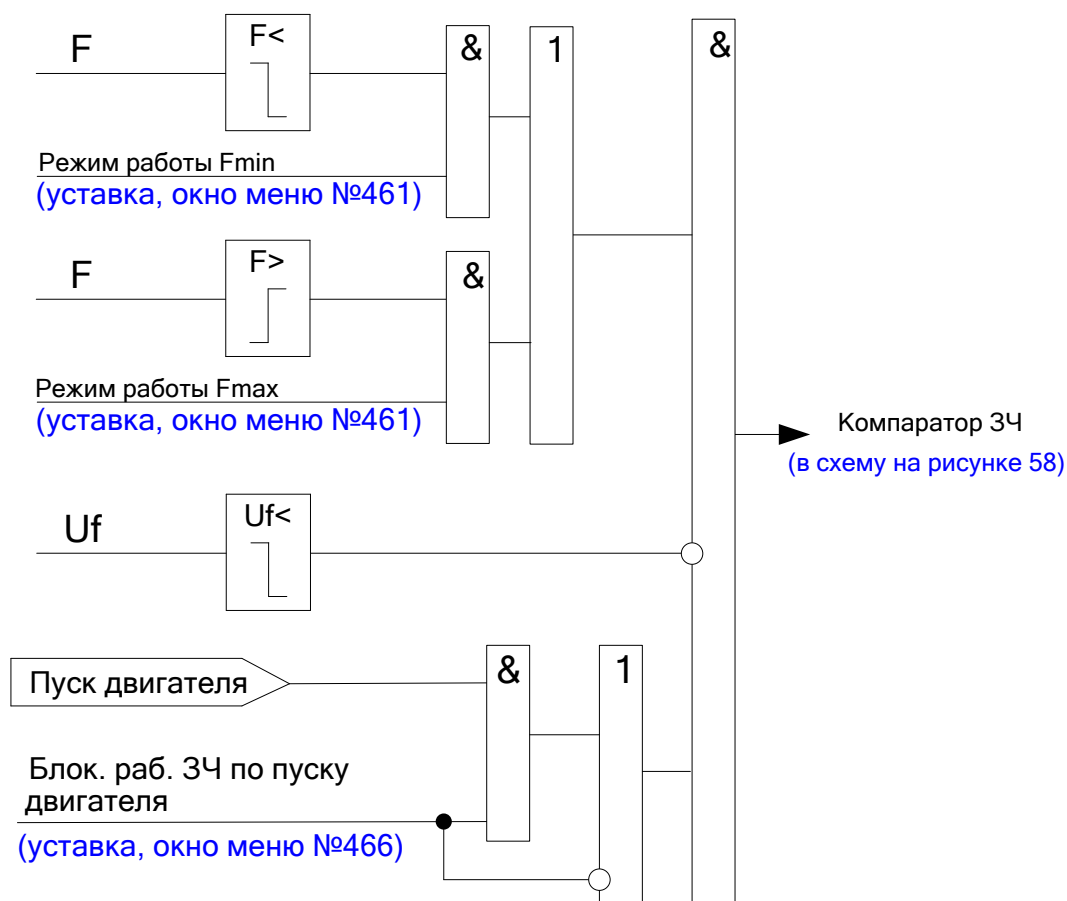 F
F<
&
1
&
Режим работы Fmin
(уставка, окно меню №461)
F
F>
&
Режим работы Fmax
(уставка, окно меню №461)
Компаратор ЗЧ
(в схему на рисунке 58)
Uf
Uf<
Пуск двигателя
&
1
Блок. раб. ЗЧ по пуску
двигателя
(уставка, окно меню №466)